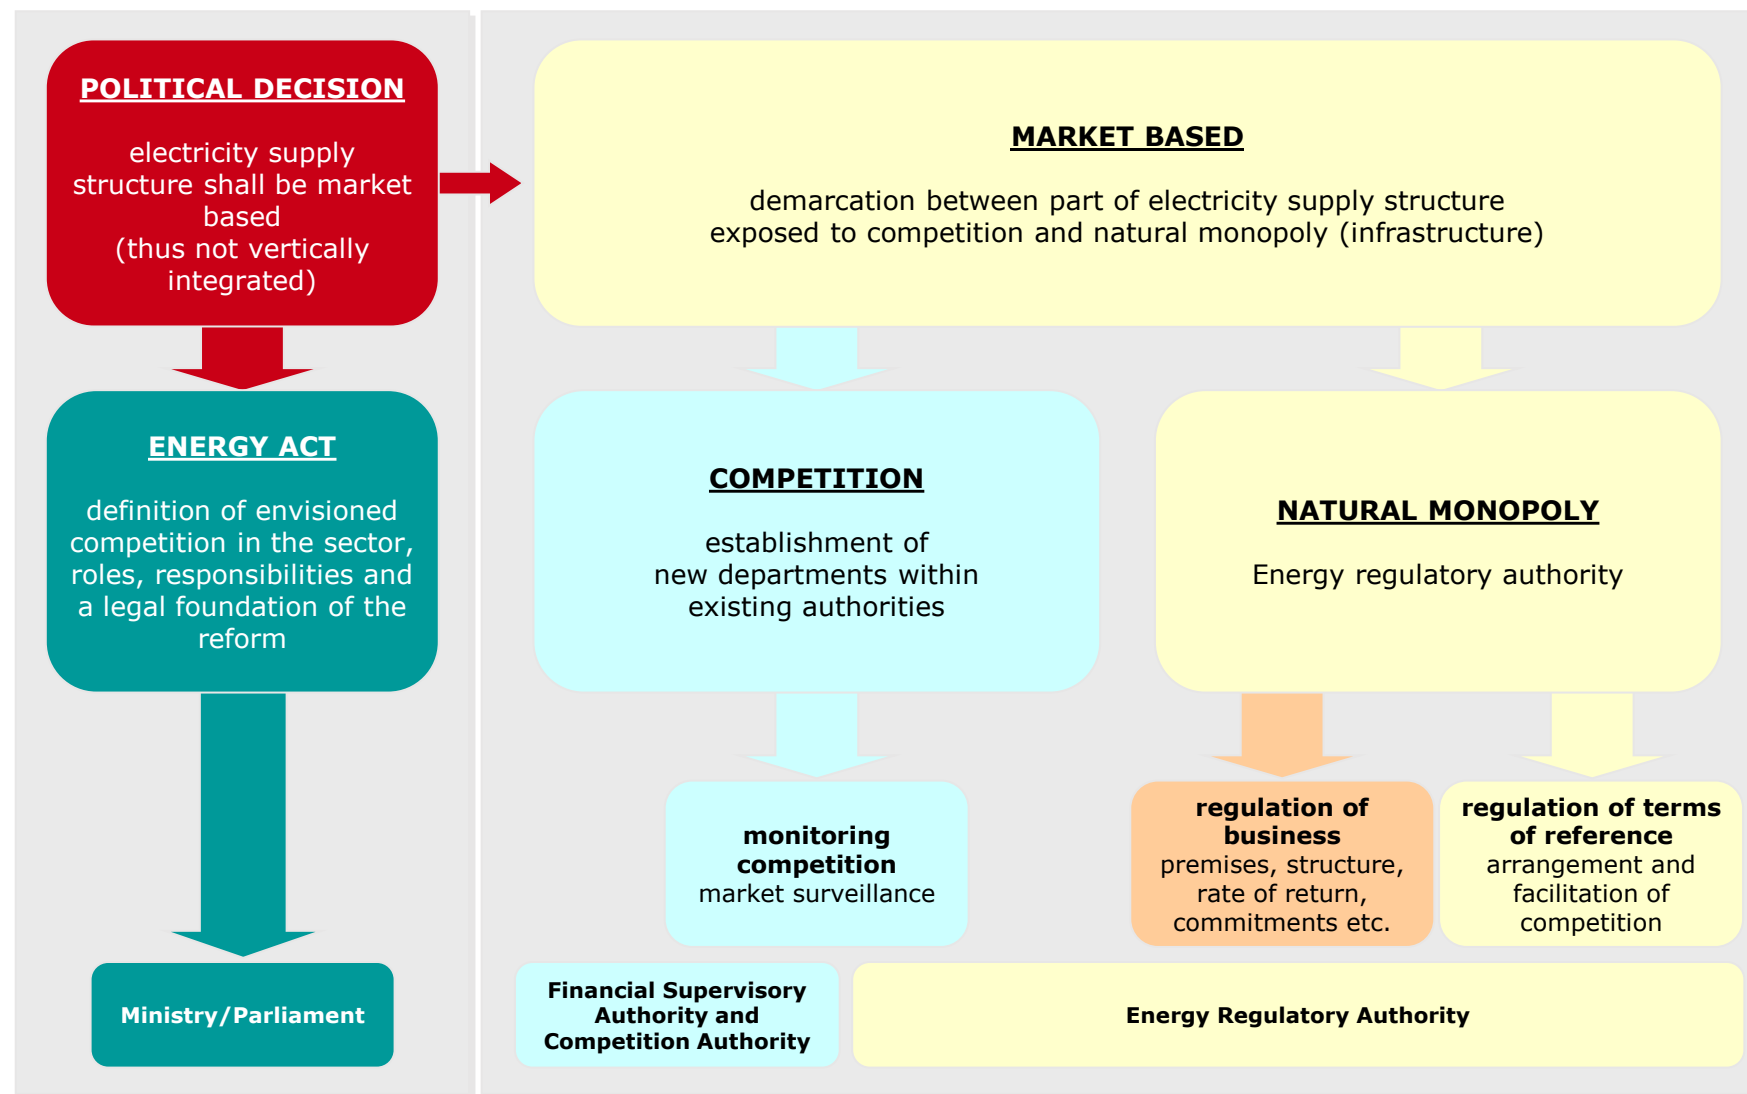 POLITICAL DECISION
electricity supply
structure shall be market
based
(thus not vertically
integrated)
MARKET BASED
demarcation between part of electricity supply structure
exposed to competition and natural monopoly (infrastructure)
ENERGY ACT
definition of envisioned
competition in the sector,
roles, responsibilities and
a legal foundation of the
reform
COMPETITION
establishment of
new departments within
existing authorities
NATURAL MONOPOLY
Energy regulatory authority
monitoring
competition
market surveillance
regulation of
business
premises, structure,
rate of return,
commitments etc.
regulation of terms
of reference
arrangement and
facilitation of
competition
Ministry/Parliament
Financial Supervisory
Authority and
Competition Authority
Energy Regulatory Authority